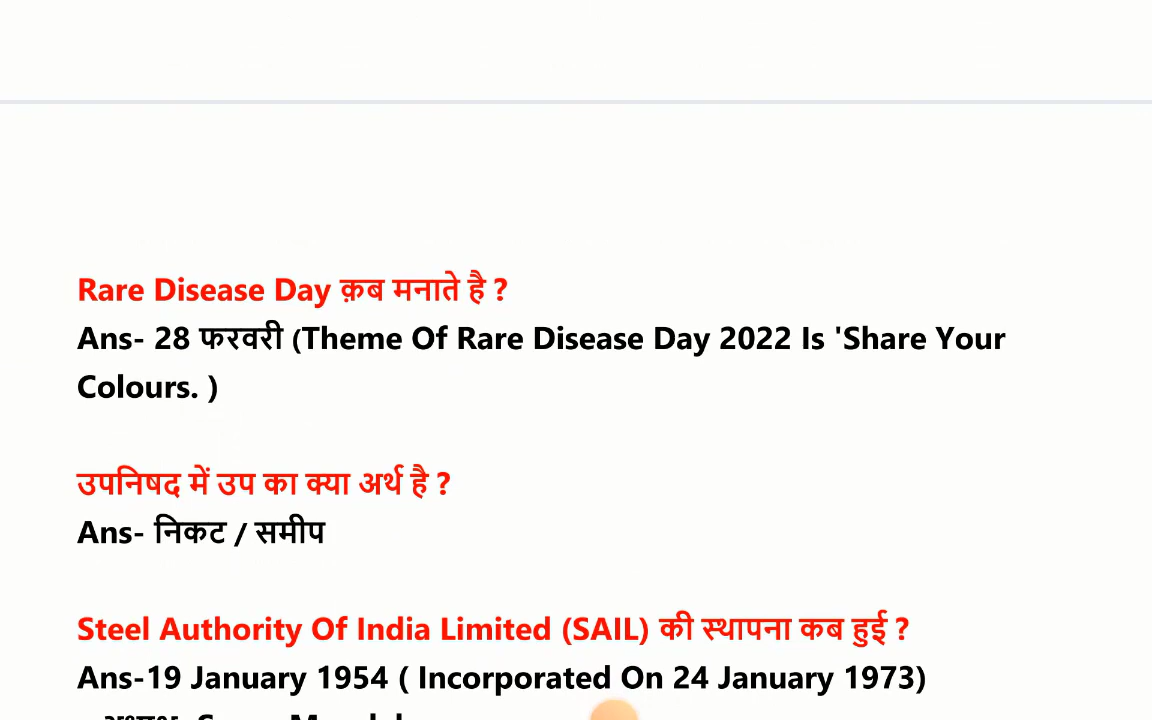 Rare Disease Day क़ब मनाते है ?
Ans- 28 फरवरी (Theme Of Rare Disease Day 2022 Is 'Share Your
Colours. )
उपनिषद में उप का क्या अर्थ है ?
Ans- निकट / समीप
Steel Authority Of India Limited (SAIL) की स्थापना कब हुई ?
Ans-19 January 1954 ( Incorporated On 24 January 1973)